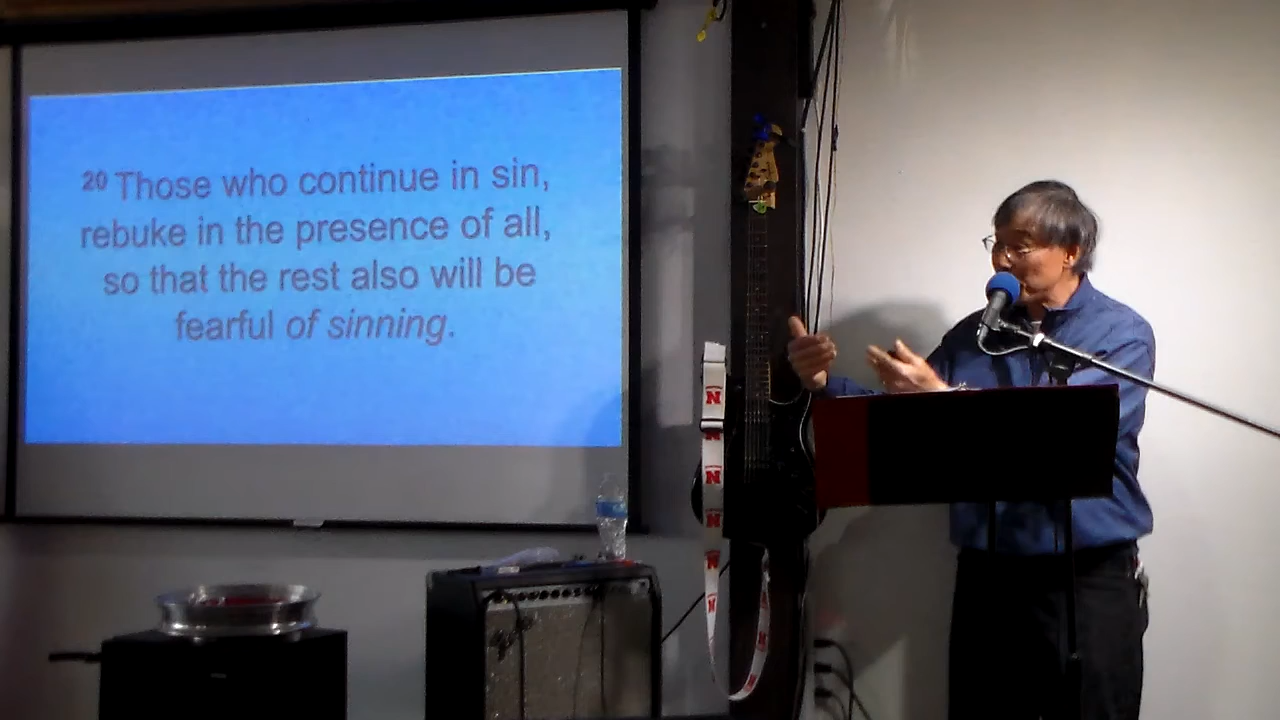 20 Those who continue in sin,
rebuke in the presence of all,
so that the rest also will be
fearful of sinning.
N
N
N
N
N
N